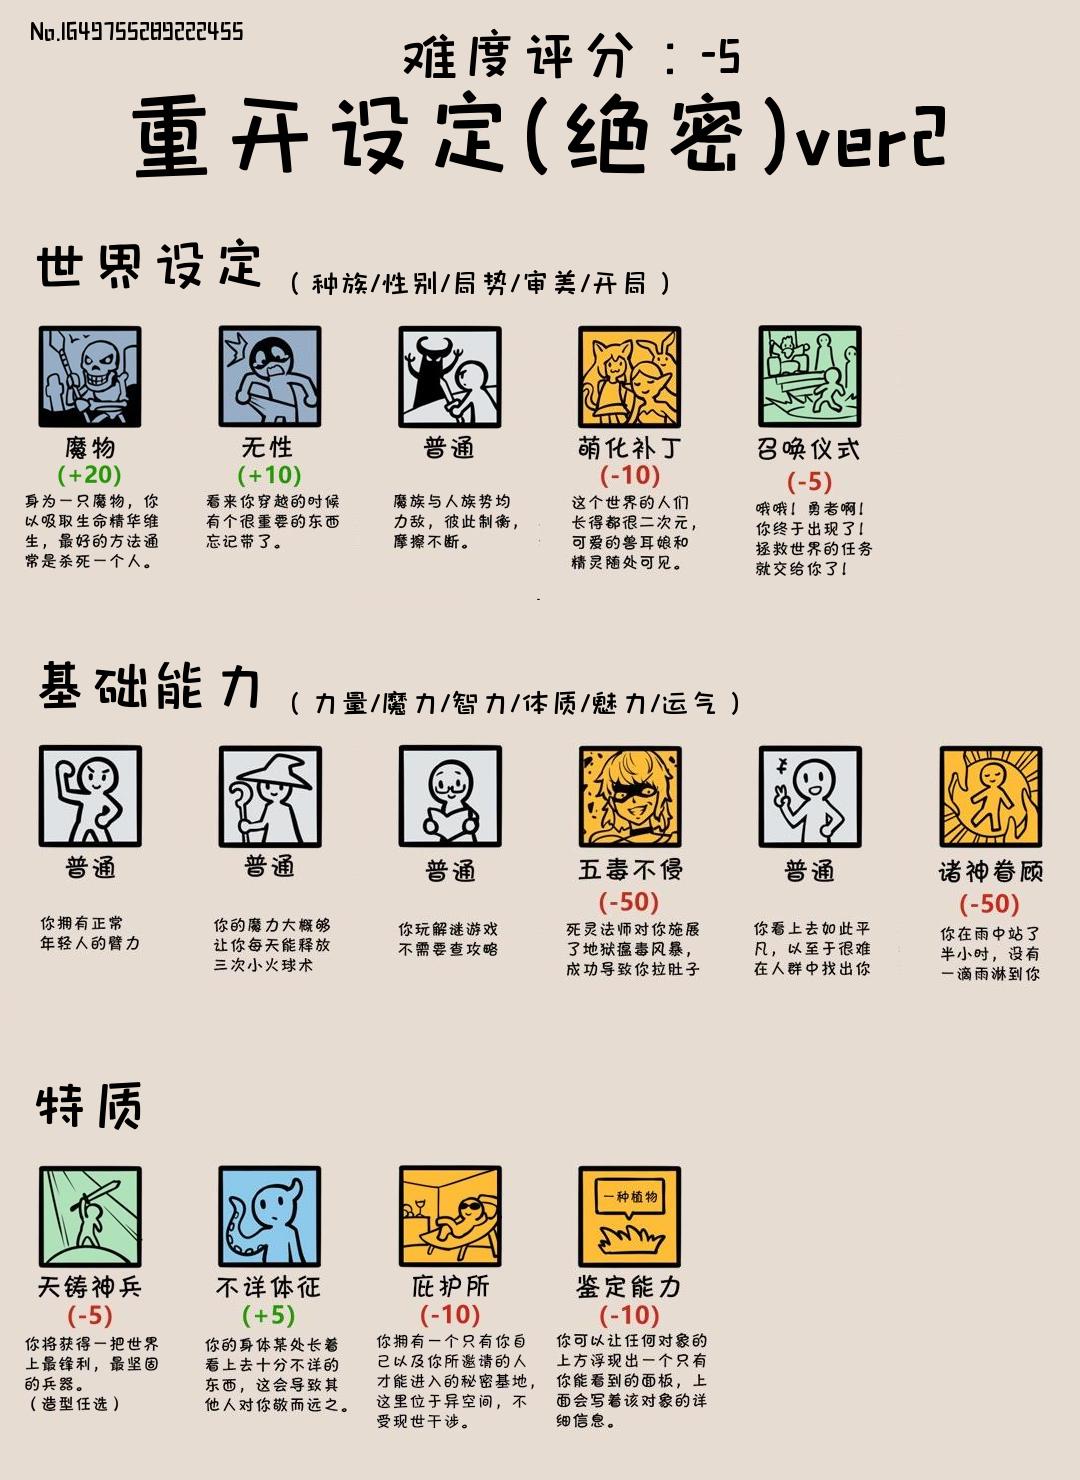 No.1649755289222455
难度评分：-5
重开设定(绝密)ver2
世界设定（种族/性别/局势/审美/开局）
魔物 无性 普通 萌化补丁 召唤仪式
(+20) (+10) (-10) (-5)
身为一只魔物，你
以吸取生命精华维
生，最好的方法通
常是杀死一个人。
看来你穿越的时候
有个很重要的东西
忘记带了。
魔族与人族势均
力敌，彼此制衡，
摩擦不断。
这个世界的人们
长得都很二次元，
可爱的兽耳娘和
精灵随处可见。
哦哦！勇者啊！
你终于出现了！
拯救世界的任务
就交给你了！
基础能力（力量/魔力/智力/体质/魅力/运气）
普通 普通 普通 五毒不侵 普通 诸神眷顾
(-50) (-50)
你拥有正常
年轻人的臂力
你的魔力大概够
让你每天能释放
三次小火球术
你玩解谜游戏
不需要查攻略
死灵法师对你施展
了地狱瘟毒风暴，
成功导致你拉肚子
你看上去如此平
凡，以至于很难
在人群中找出你
你在雨中站了
半小时，没有
一滴雨淋到你
特质
一种植物
天铸神兵 不详体征 庇护所 鉴定能力
(-5) (+5) (-10) (-10)
你将获得一把世界
上最锋利，最坚固
的兵器。
（造型任选）
你的身体某处长着
看上去十分不详的
东西，这会导致其
他人对你敬而远之。
你拥有一个只有你自
己以及你所邀请的人
才能进入的秘密基地，
这里位于异空间，不
受现世干涉。
你可以让任何对象的
上方浮现出一个只有
你能看到的面板，上
面会写着该对象的详
细信息。